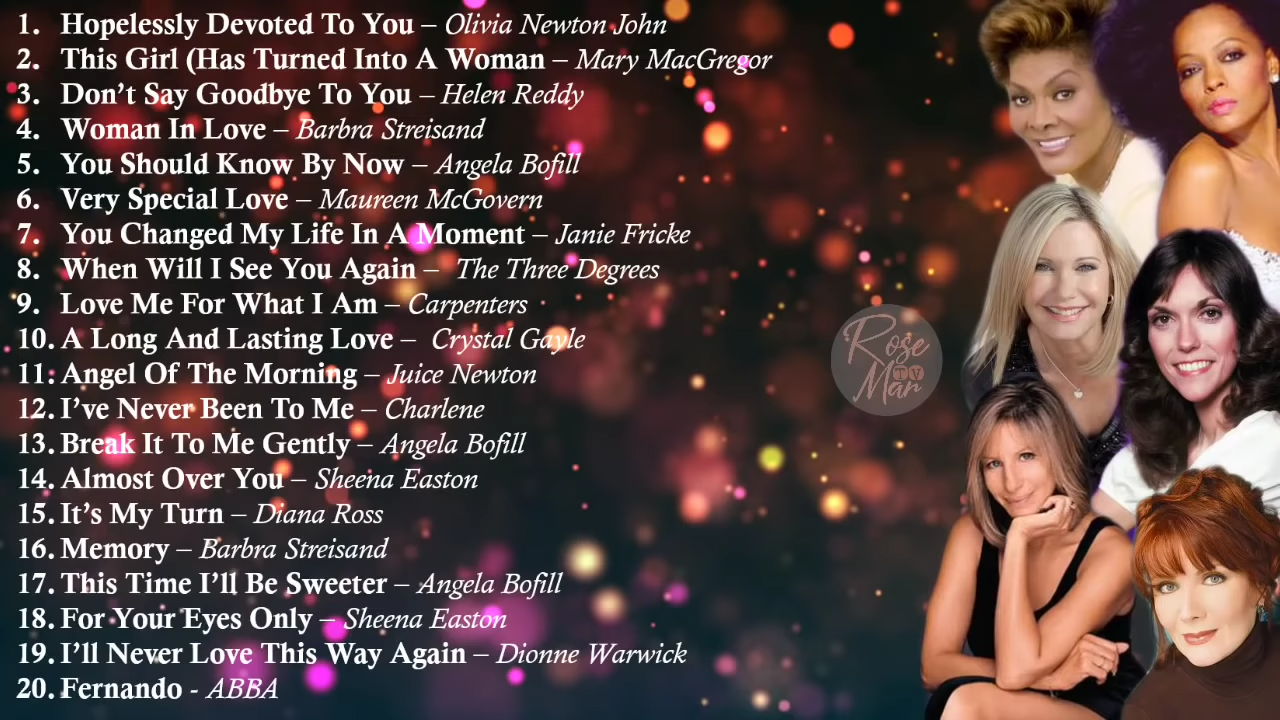 1. Hopelessly Devoted To You – Olivia Newton John
2. This Girl (Has Turned Into A Woman – Mary MacGregor
3. Don't Say Goodbye To You – Helen Reddy
4. Woman In Love – Barbra Streisand
5. You Should Know By Now – Angela Bofill
6. Very Special Love – Maureen McGovern
7. You Changed My Life In A Moment – Janie Fricke
8. When Will I See You Again – The Three Degrees
9. Love Me For What I Am – Carpenters
10. A Long And Lasting Love – Crystal Gayle
11. Angel Of The Morning – Juice Newton
12. I've Never Been To Me – Charlene
13. Break It To Me Gently – Angela Bofill
14. Almost Over You – Sheena Easton
15. It's My Turn – Diana Ross
16. Memory – Barbra Streisand
17. This Time I'll Be Sweeter – Angela Bofill
18. For Your Eyes Only – Sheena Easton
19. I'll Never Love This Way Again – Dionne Warwick
20. Fernando - ABBA
Rose
TV
Mar